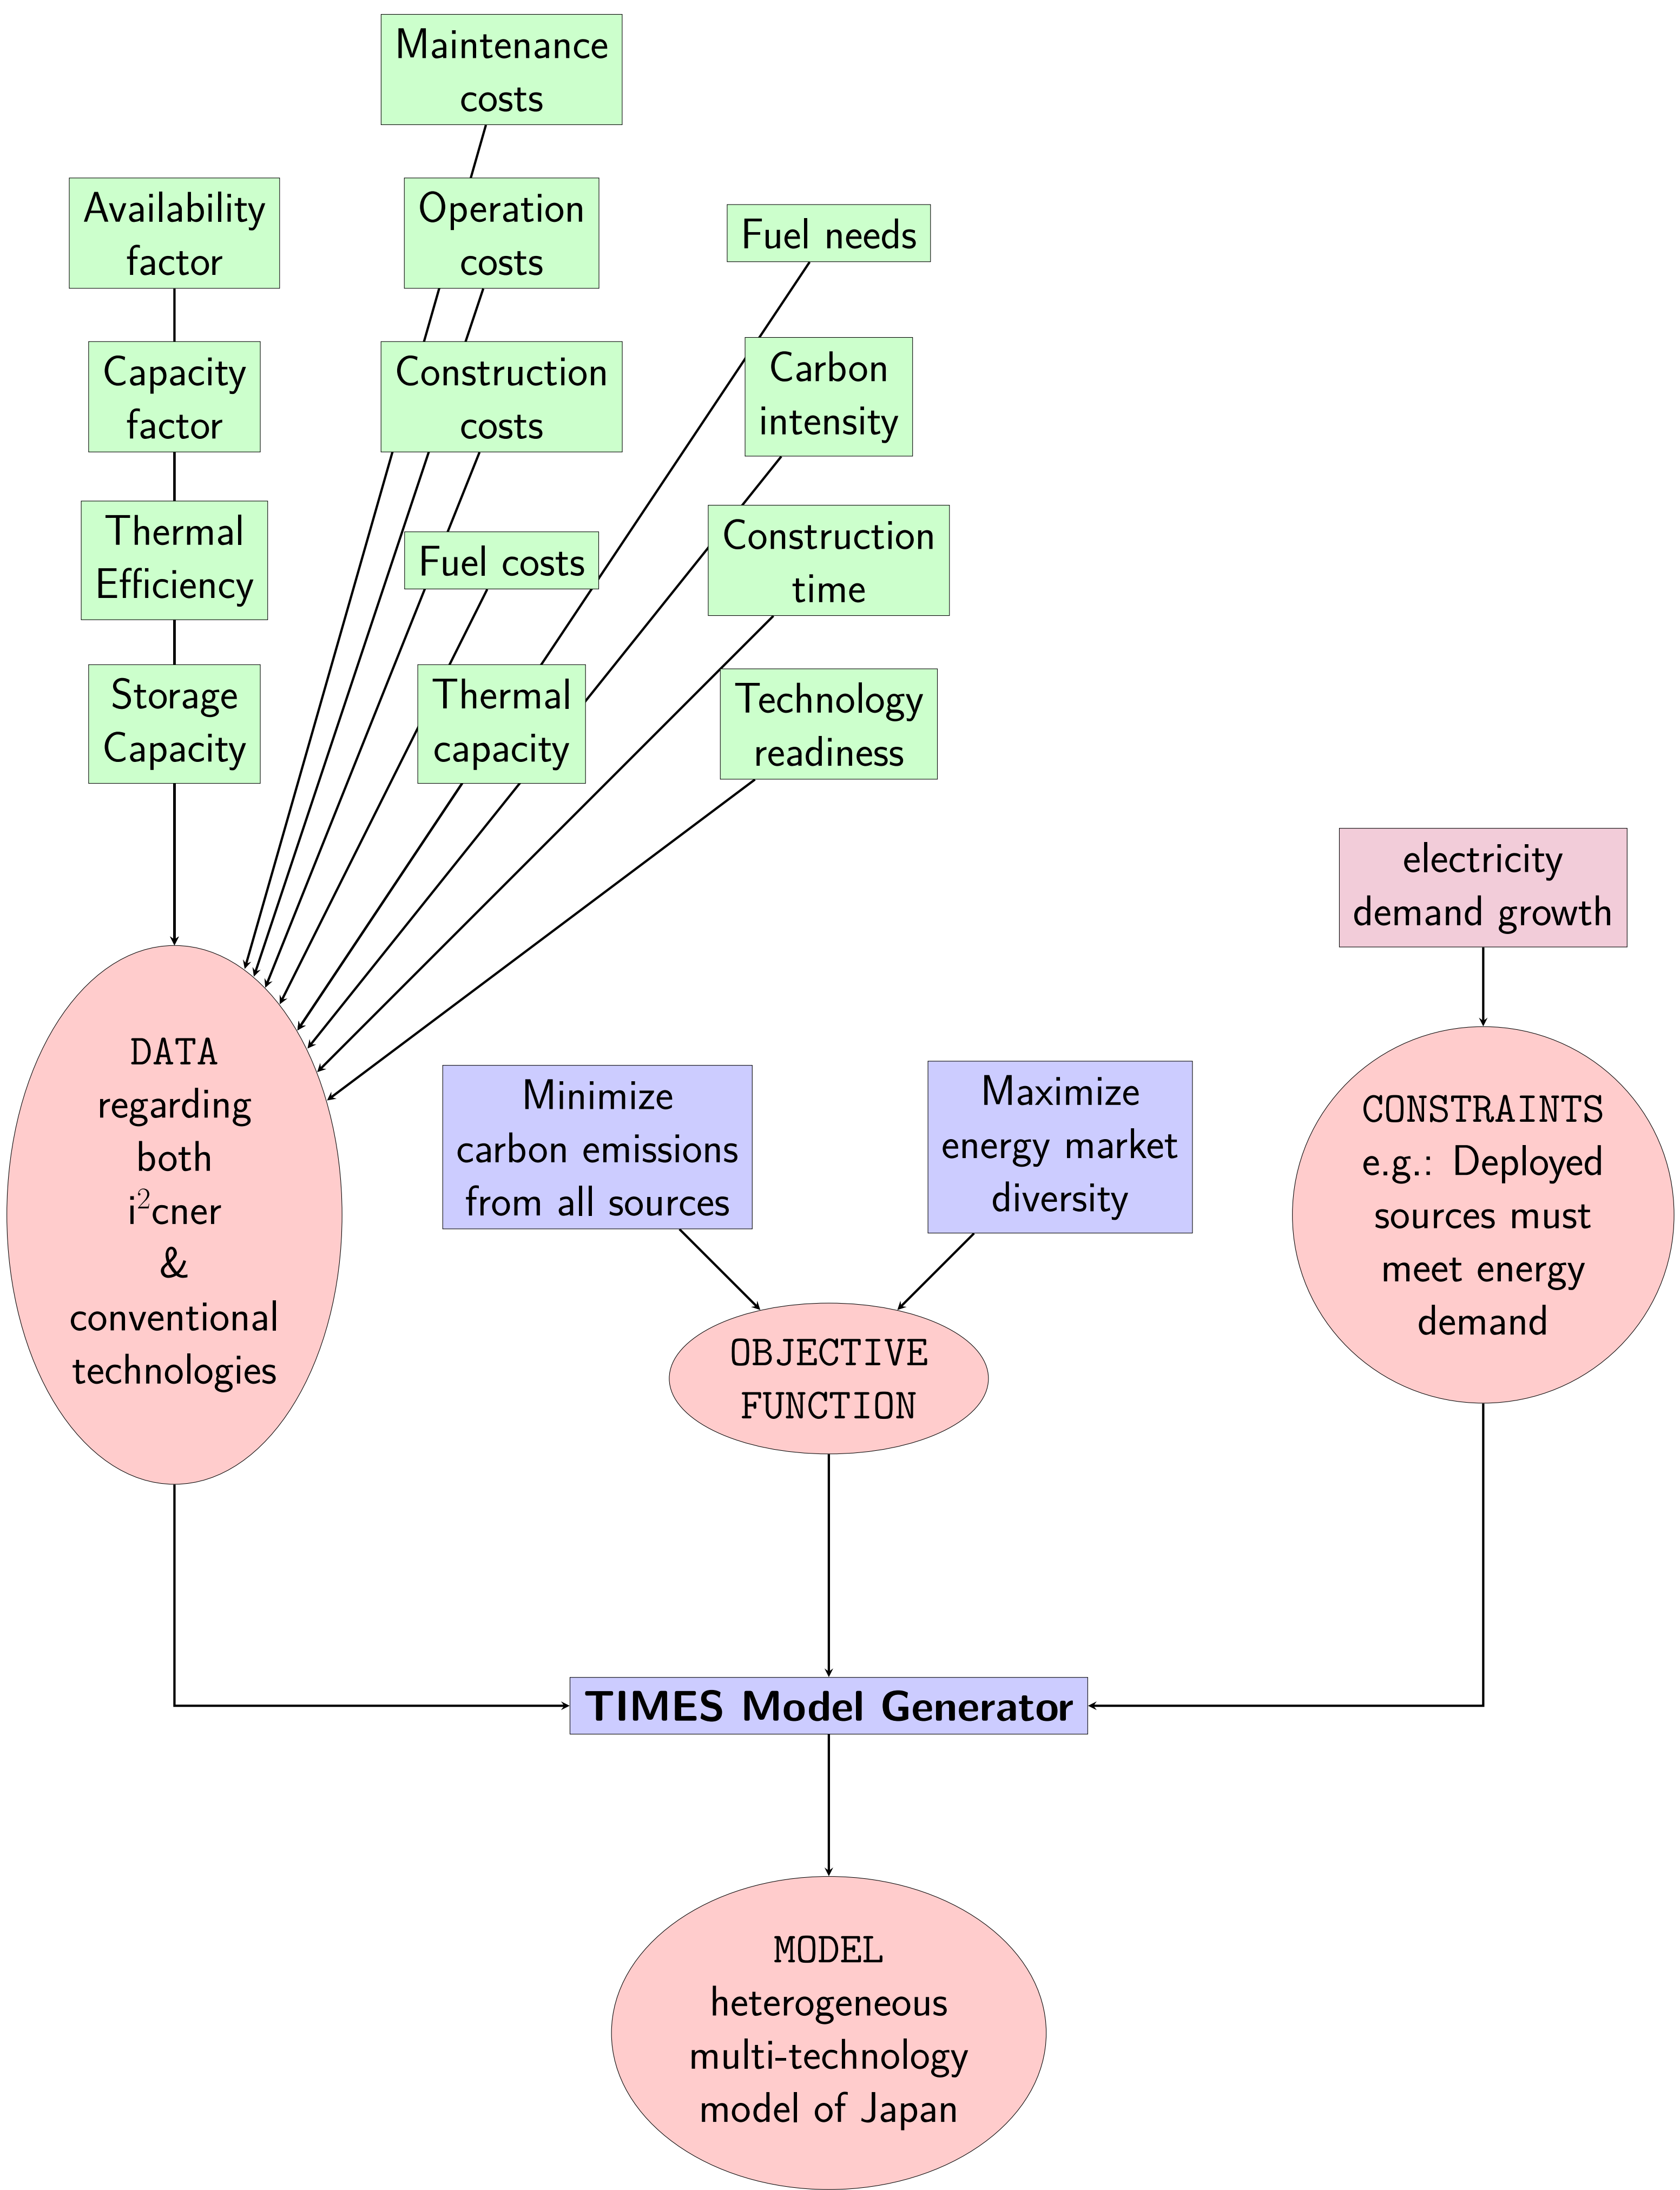 Maintenance
costs
Availability
factor
Operation
costs
Fuel needs
Capacity
factor
Construction
costs
Carbon
intensity
Thermal
Efficiency
Fuel costs
Construction
time
Storage
Capacity
Thermal
capacity
Technology
readiness
electricity
demand growth
DATA
regarding
both
i²cner
&
conventional
technologies
Minimize
carbon emissions
from all sources
Maximize
energy market
diversity
CONSTRAINTS
e.g.: Deployed
sources must
meet energy
demand
OBJECTIVE
FUNCTION
TIMES Model Generator
MODEL
heterogeneous
multi-technology
model of Japan